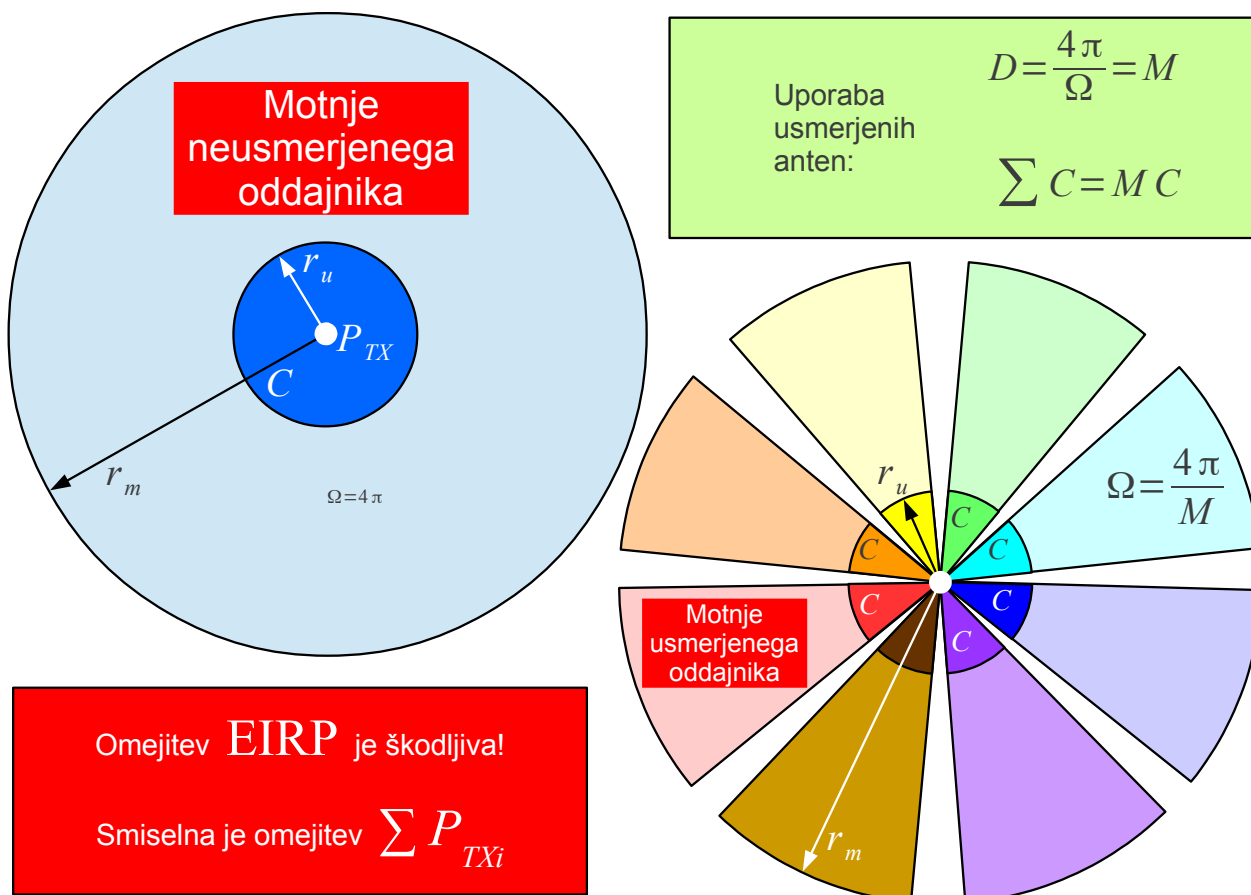 Motnje
neusmerjenega
oddajnika
r_u
P_TX
C
r_m
Ω=4π
Uporaba
usmerjenih
anten:
D=4π/Ω=M
∑ C=M C
r_u
Ω=4π/M
C
C
C
C
C
C
Motnje
usmerjenega
oddajnika
r_m
Omejitev EIRP je škodljiva!
Smiselna je omejitev ∑ P_TXi